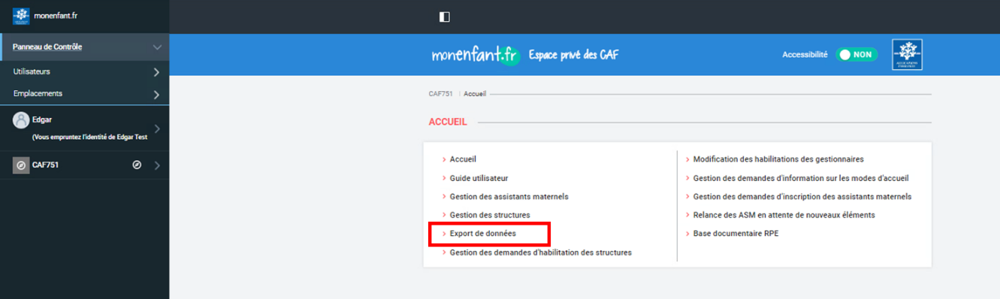 monenfant.fr
Panneau de Contrôle
Utilisateurs
Emplacements
Edgar
(Vous empruntez l'identité de Edgar Test
CAF751
monenfant.fr Espace privé des CAF
Accessibilité NON
CAF751 Accueil
ACCUEIL
Accueil
Guide utilisateur
Gestion des assistants maternels
Gestion des structures
Export de données
Gestion des demandes d'habilitation des structures
Modification des habilitations des gestionnaires
Gestion des demandes d'information sur les modes d'accueil
Gestion des demandes d'inscription des assistants maternels
Relance des ASM en attente de nouveaux éléments
Base documentaire RPE